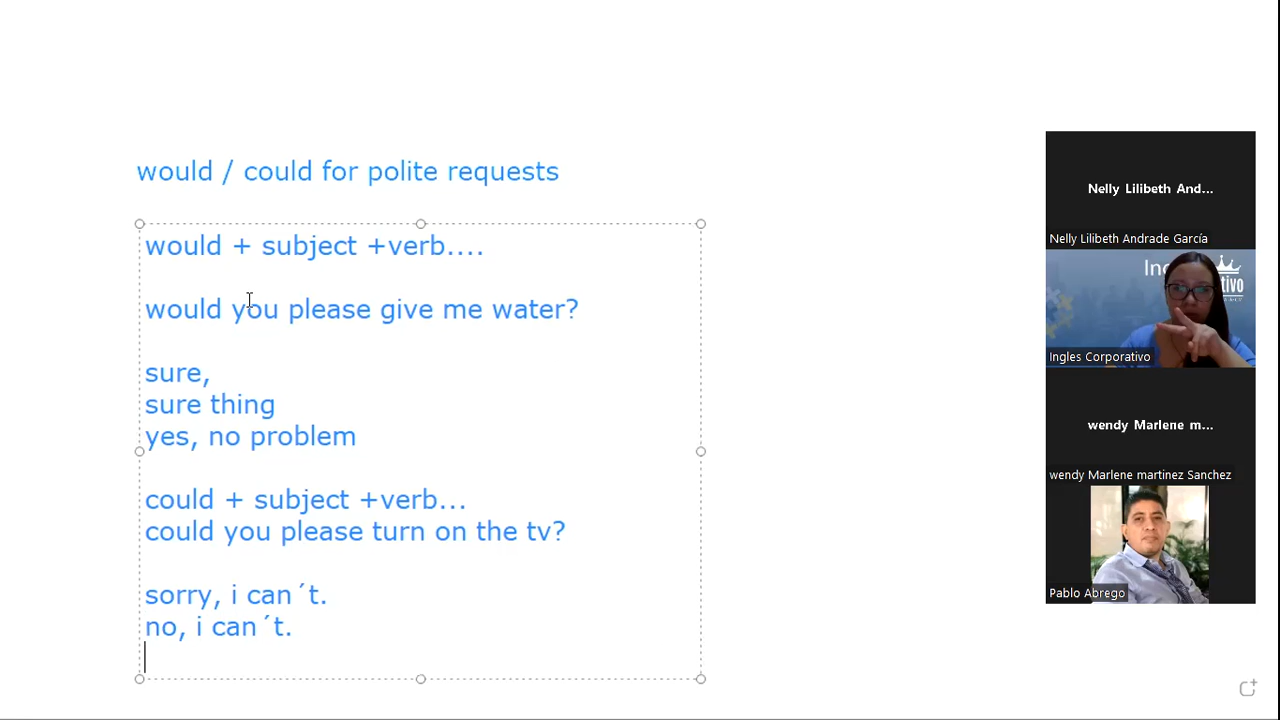 would / could for polite requests
would + subject +verb....
would you please give me water?
sure,
sure thing
yes, no problem
could + subject +verb...
could you please turn on the tv?
sorry, i can´t.
no, i can´t.
Nelly Lilibeth And...
Nelly Lilibeth Andrade García
Ingles Corporativo
wendy Marlene m...
wendy Marlene martinez Sanchez
Pablo Abrego